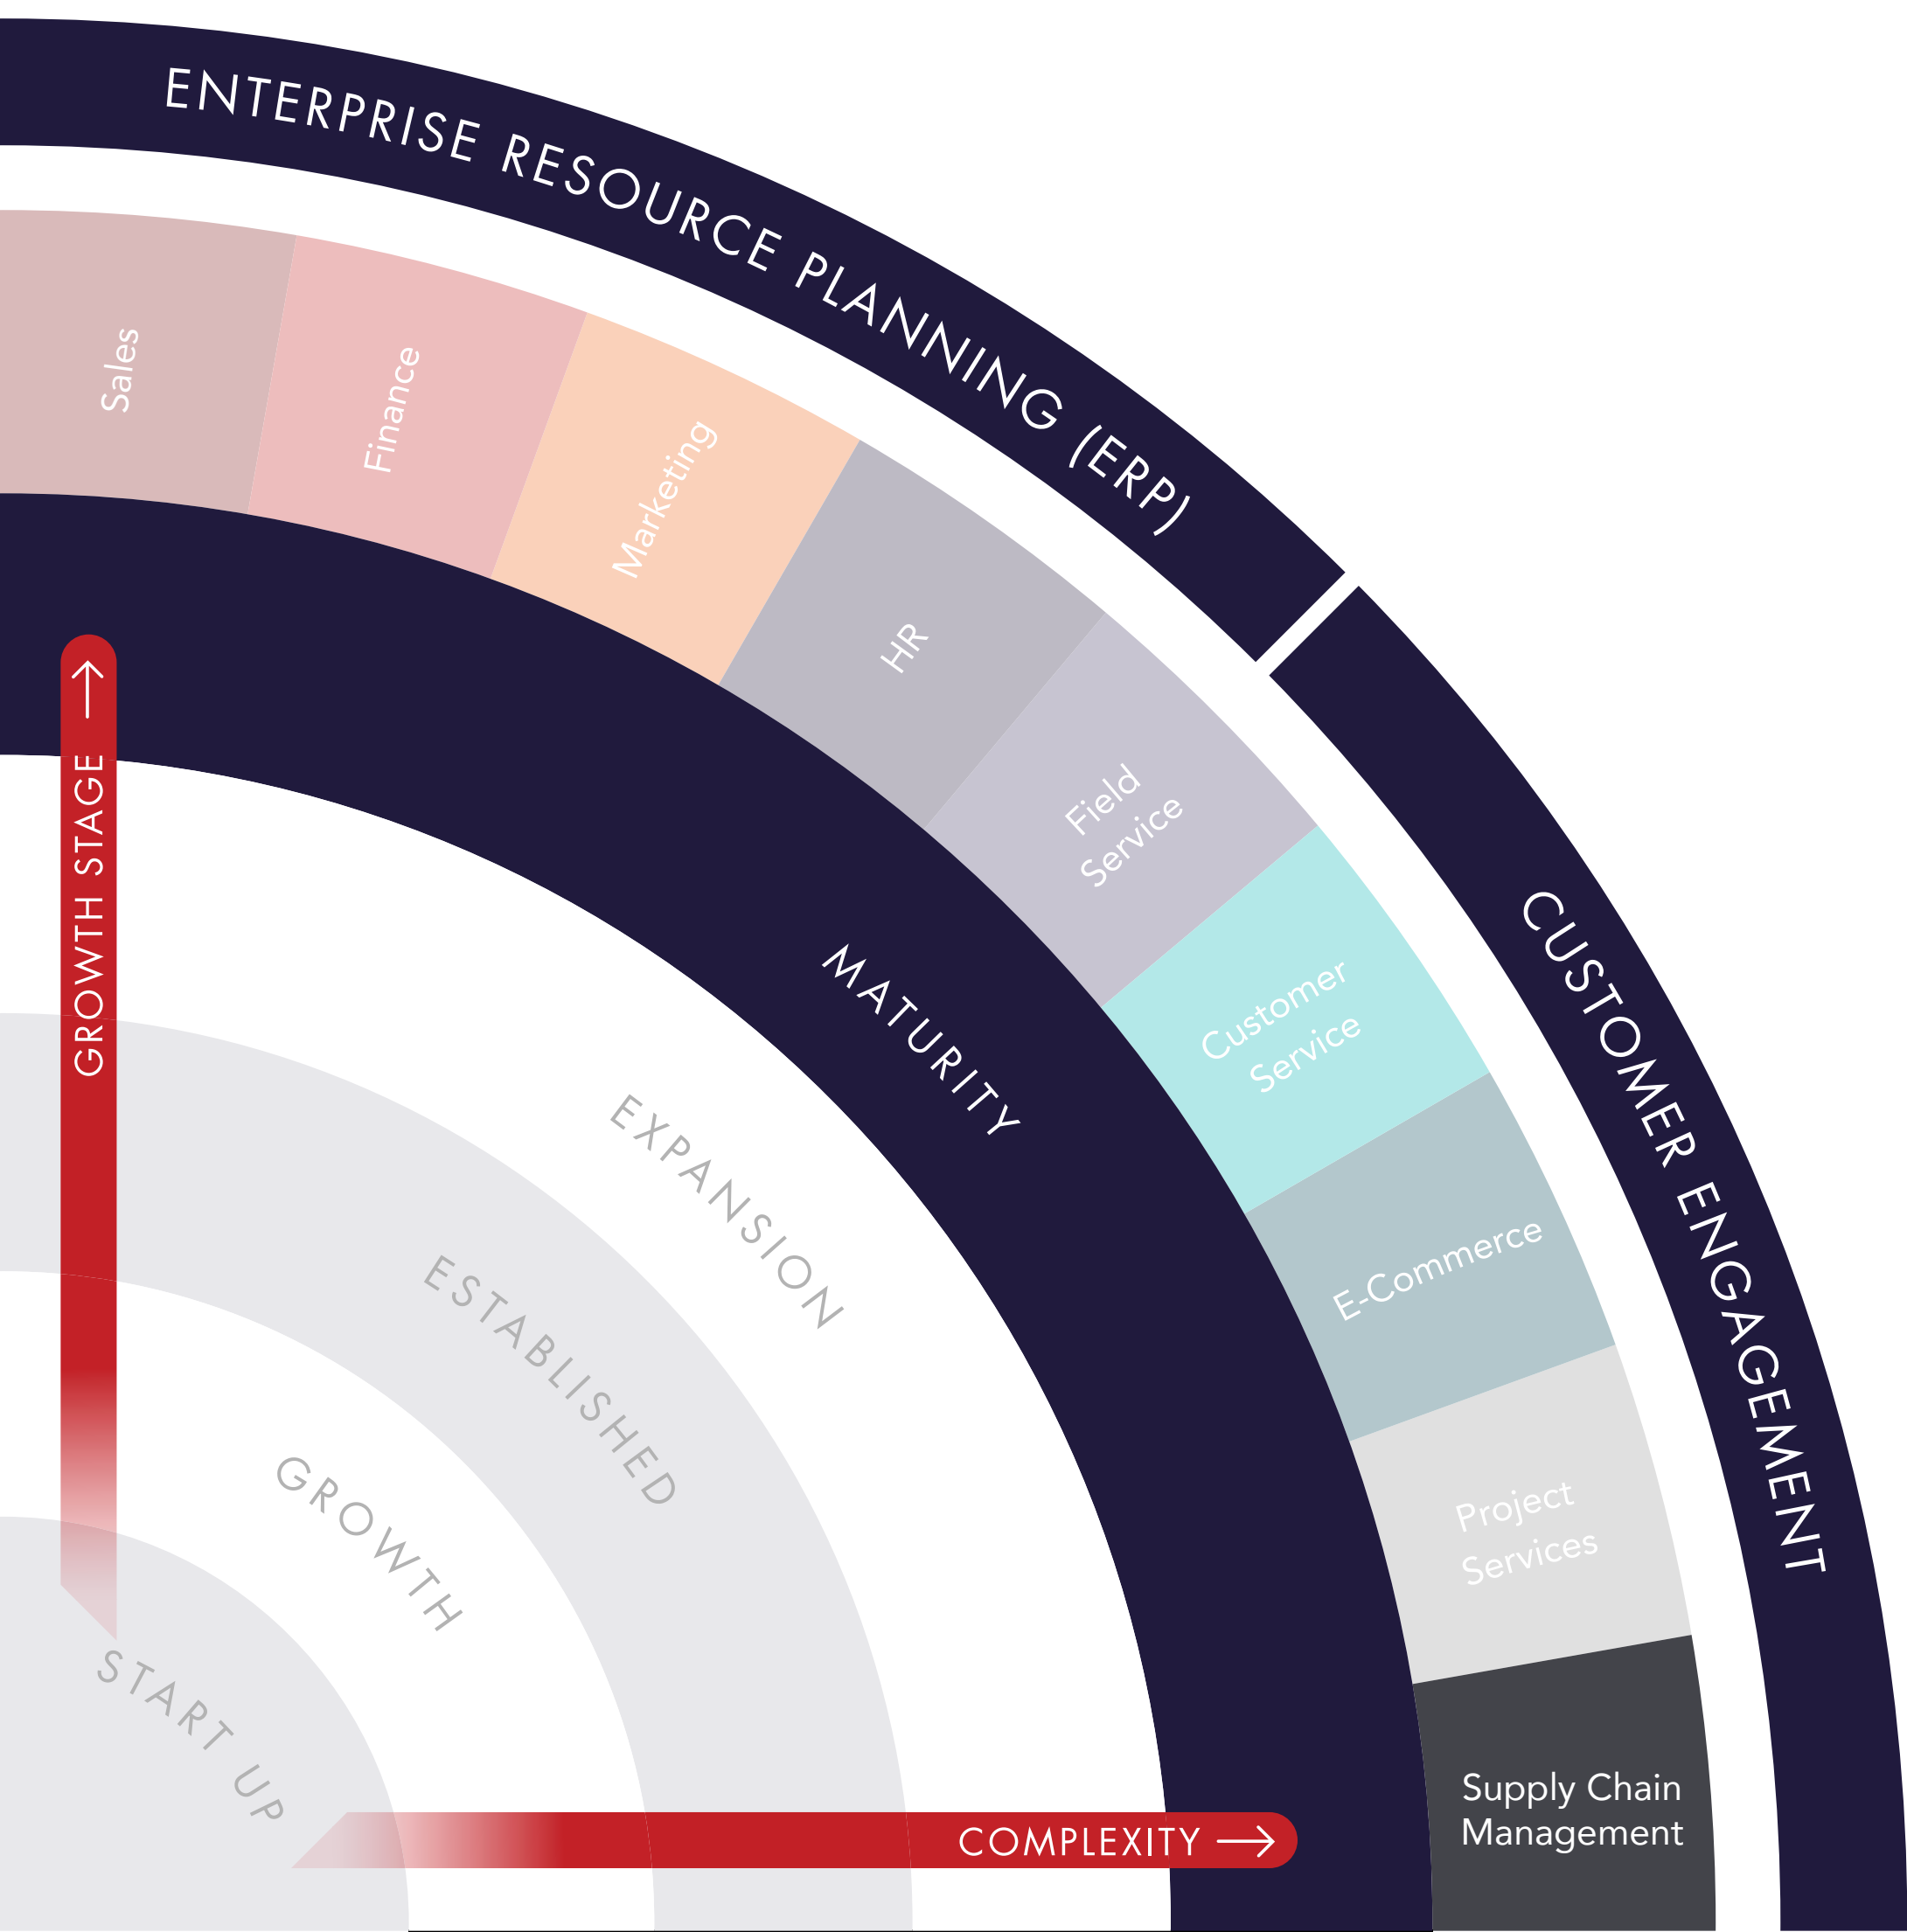 ENTERPRISE RESOURCE PLANNING (ERP)
CUSTOMER ENGAGEMENT
Sales
Finance
Marketing
HR
Field
Service
Customer
Service
E-Commerce
Project
Services
Supply Chain
Management
MATURITY
EXPANSION
ESTABLISHED
GROWTH
START UP
GROWTH STAGE
COMPLEXITY